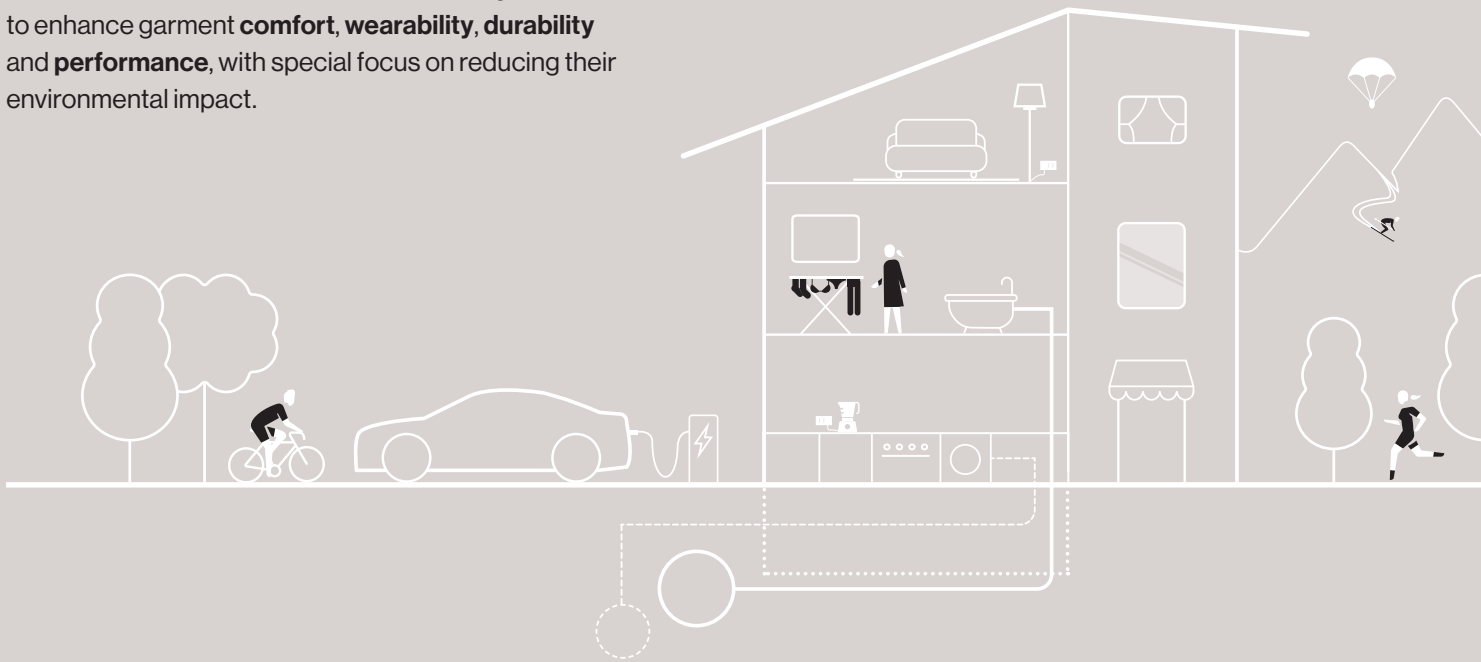 to enhance garment comfort, wearability, durability
and performance, with special focus on reducing their
environmental impact.